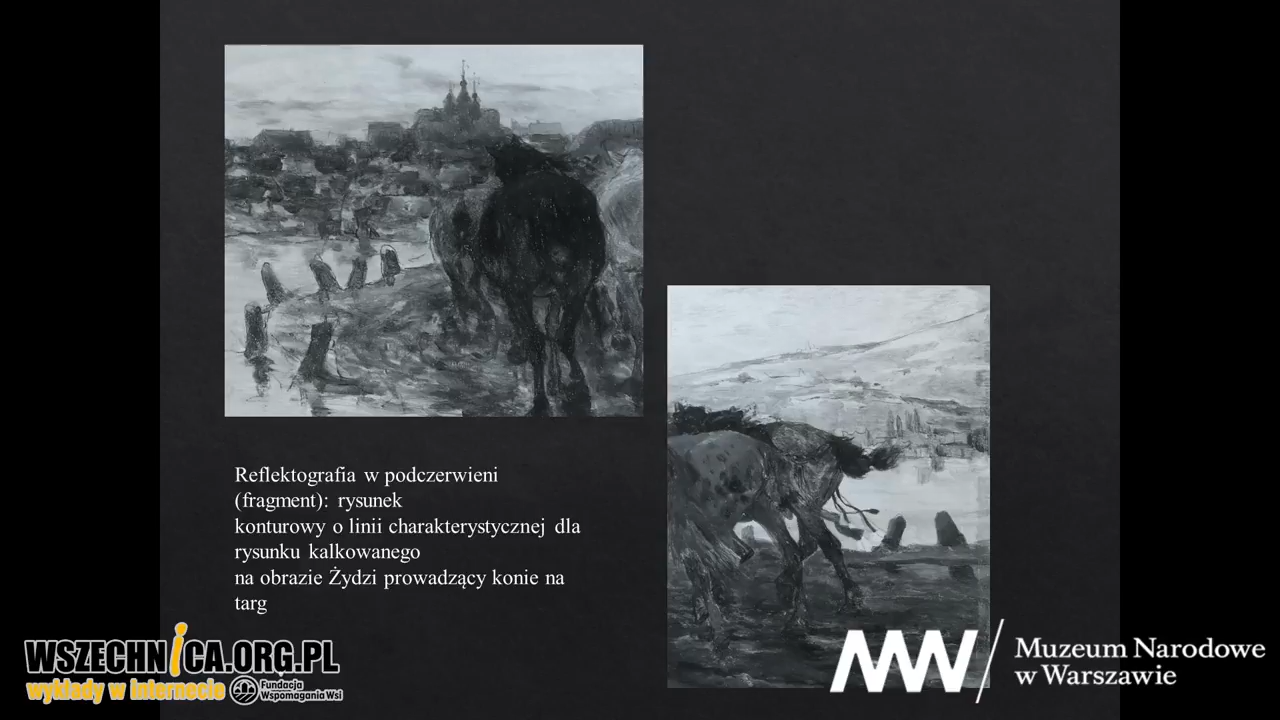 Reflektografia w podczerwieni
(fragment): rysunek
konturowy o linii charakterystycznej dla
rysunku kalkowanego
na obrazie Żydzi prowadzący konie na
targ
WSZECHNICA.ORG.PL
wykłady w internecie
Fundacja
Wspomagania Wsi
MNW
Muzeum Narodowe
w Warszawie